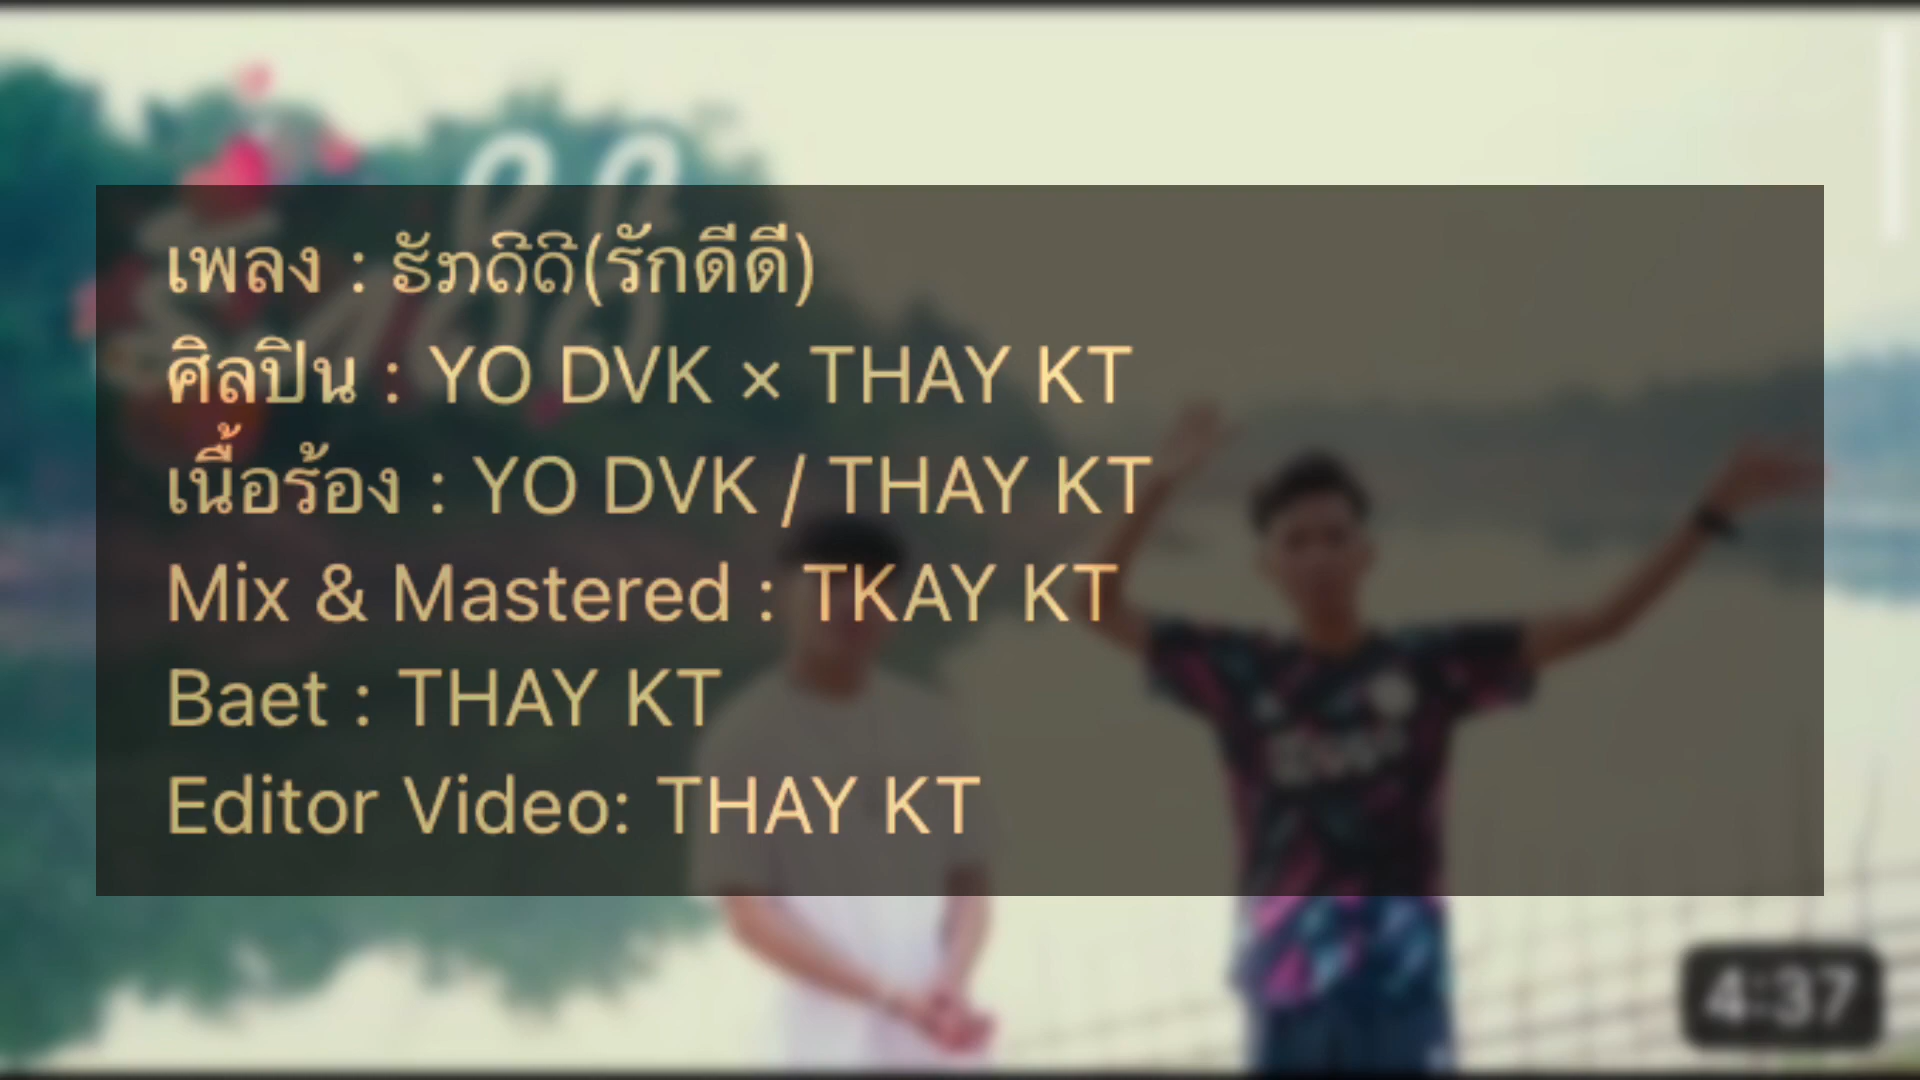 เพลง : ຮັກດີດີ(รักดีดี)
ศิลปิน : YO DVK × THAY KT
เนื้อร้อง : YO DVK / THAY KT
Mix & Mastered : TKAY KT
Baet : THAY KT
Editor Video: THAY KT
4:37